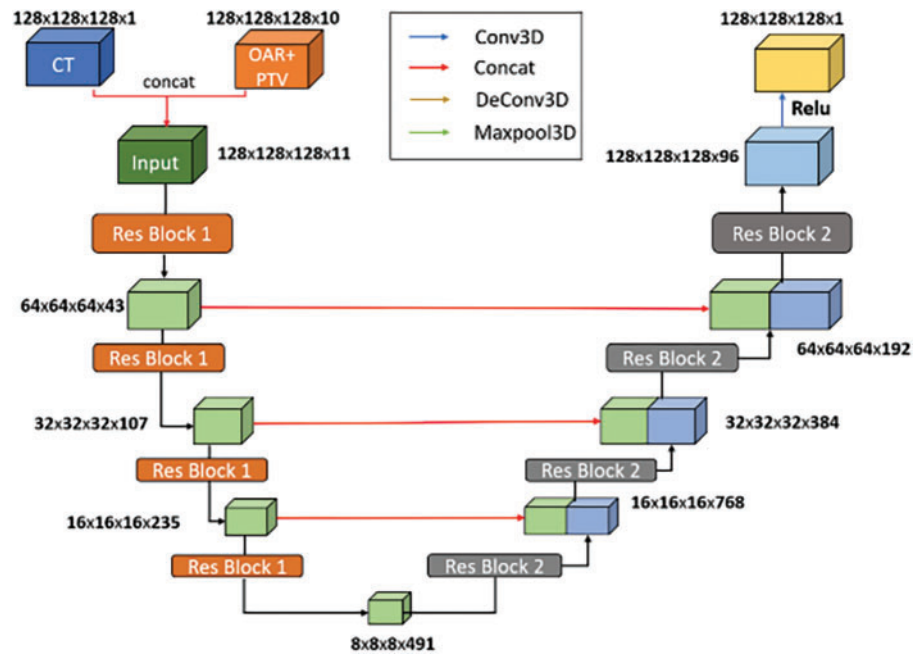 128x128x128x1
128x128x128x10
CT
OAR+
PTV
concat
Input
128x128x128x11
Conv3D
Concat
DeConv3D
Maxpool3D
128x128x128x1
Relu
128x128x128x96
Res Block 1
Res Block 2
64x64x64x43
64x64x64x192
Res Block 1
Res Block 2
32x32x32x107
32x32x32x384
Res Block 1
Res Block 2
16x16x16x235
16x16x16x768
Res Block 1
Res Block 2
8x8x8x491